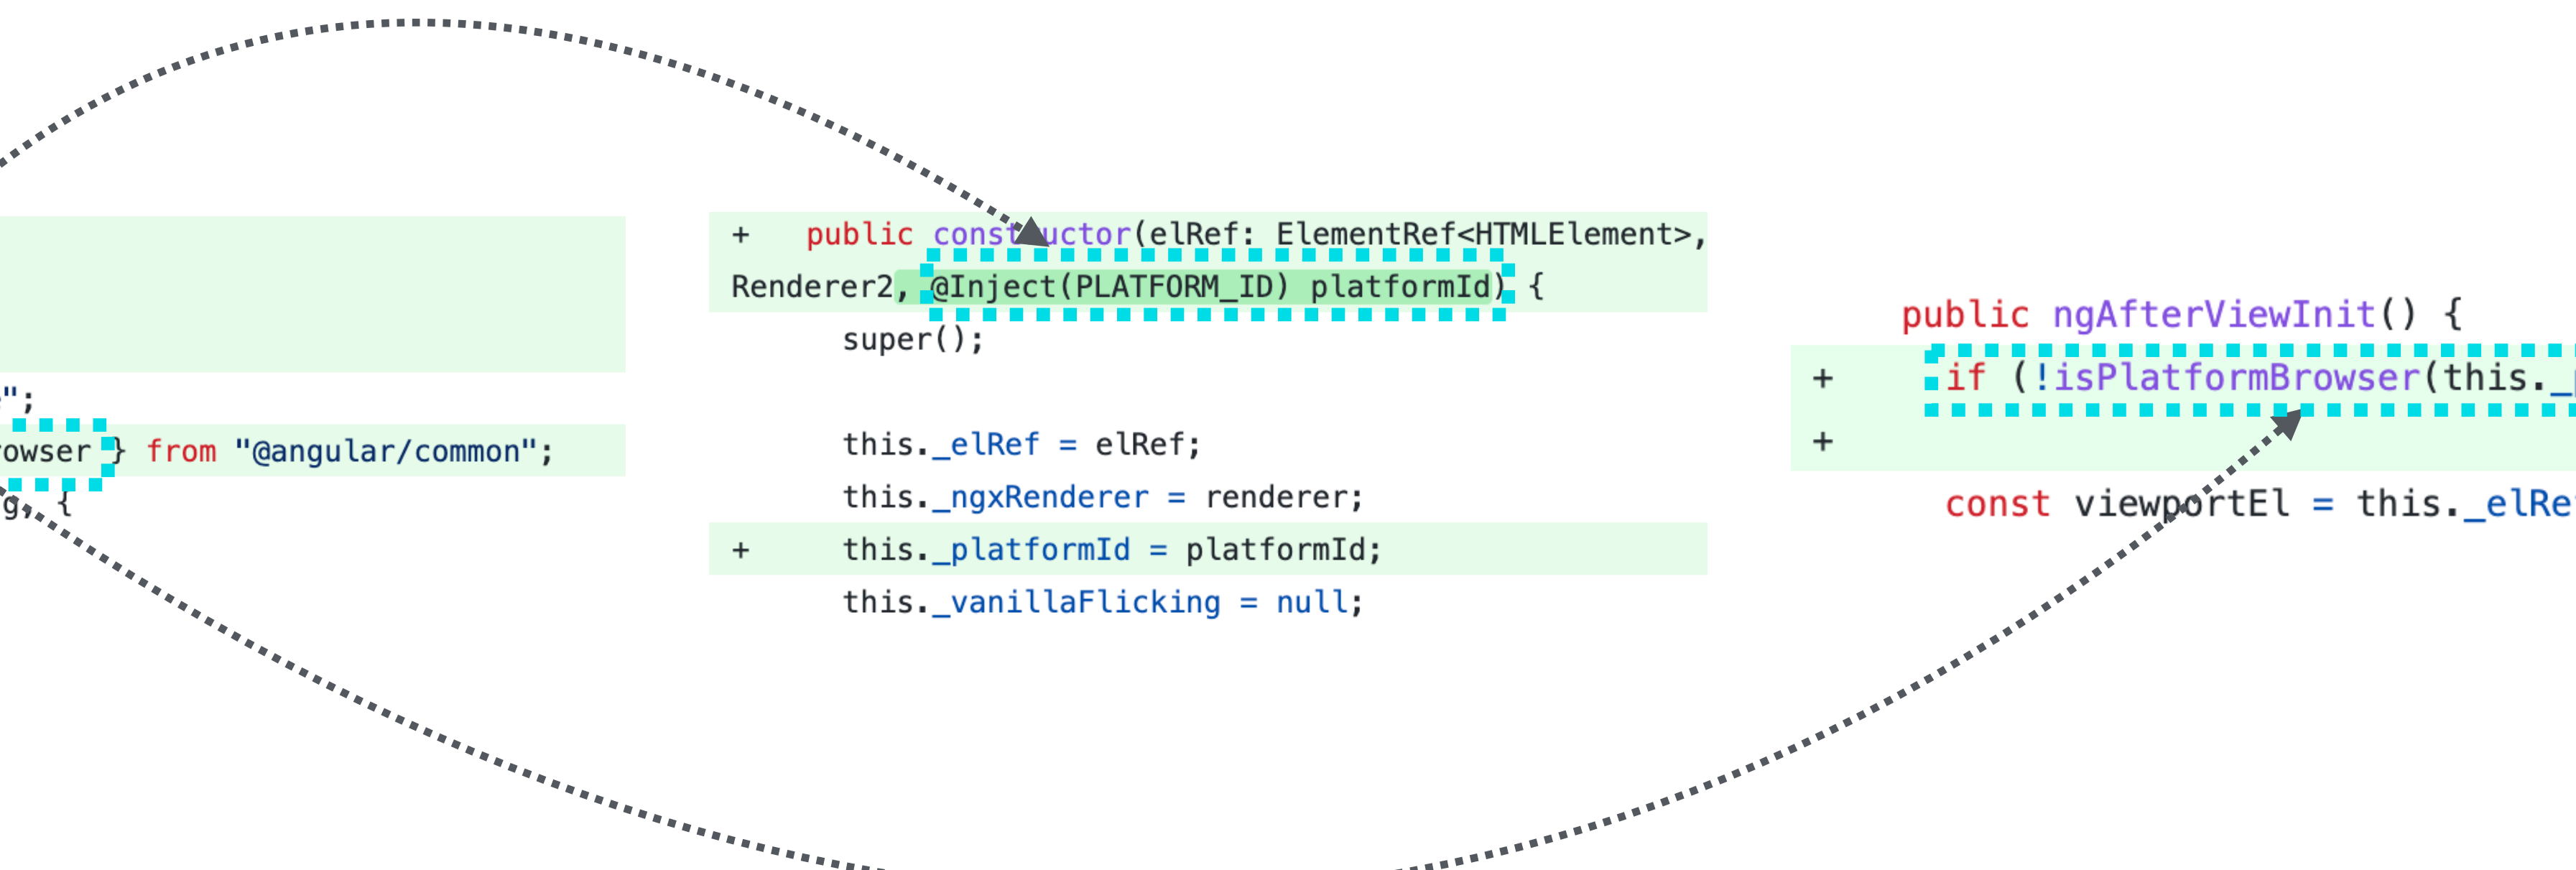 ";
} from "@angular/common";
{
+ public constructor(elRef: ElementRef<HTMLElement>,
Renderer2, @Inject(PLATFORM_ID) platformId) {
super();
this._elRef = elRef;
this._ngxRenderer = renderer;
+ this._platformId = platformId;
this._vanillaFlicking = null;
public ngAfterViewInit() {
+ if (!isPlatformBrowser(this._
+
const viewportEl = this._elRe